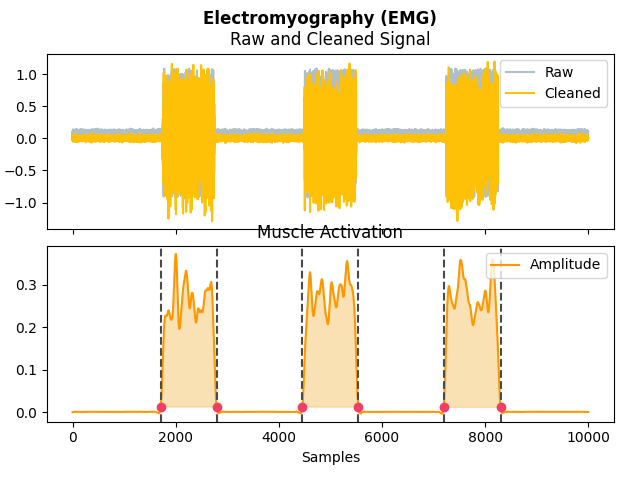 Electromyography (EMG)
Raw and Cleaned Signal
1.0
0.5
0.0
−0.5
−1.0
Raw
Cleaned
Muscle Activation
0.3
0.2
0.1
0.0
Amplitude
0 2000 4000 6000 8000 10000
Samples